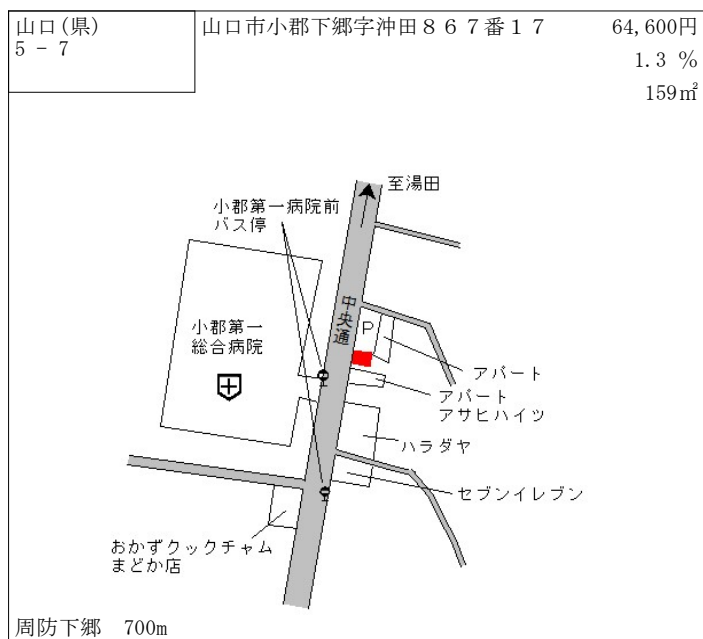 山口(県)
5 - 7
山口市小郡下郷字沖田８６７番１７
64,600円
1.3 %
159㎡
至湯田
小郡第一病院前
バス停
中央通
P
小郡第一
総合病院
アパート
アパート
アサヒハイツ
ハラダヤ
セブンイレブン
おかずクックチャム
まどか店
周防下郷 700m